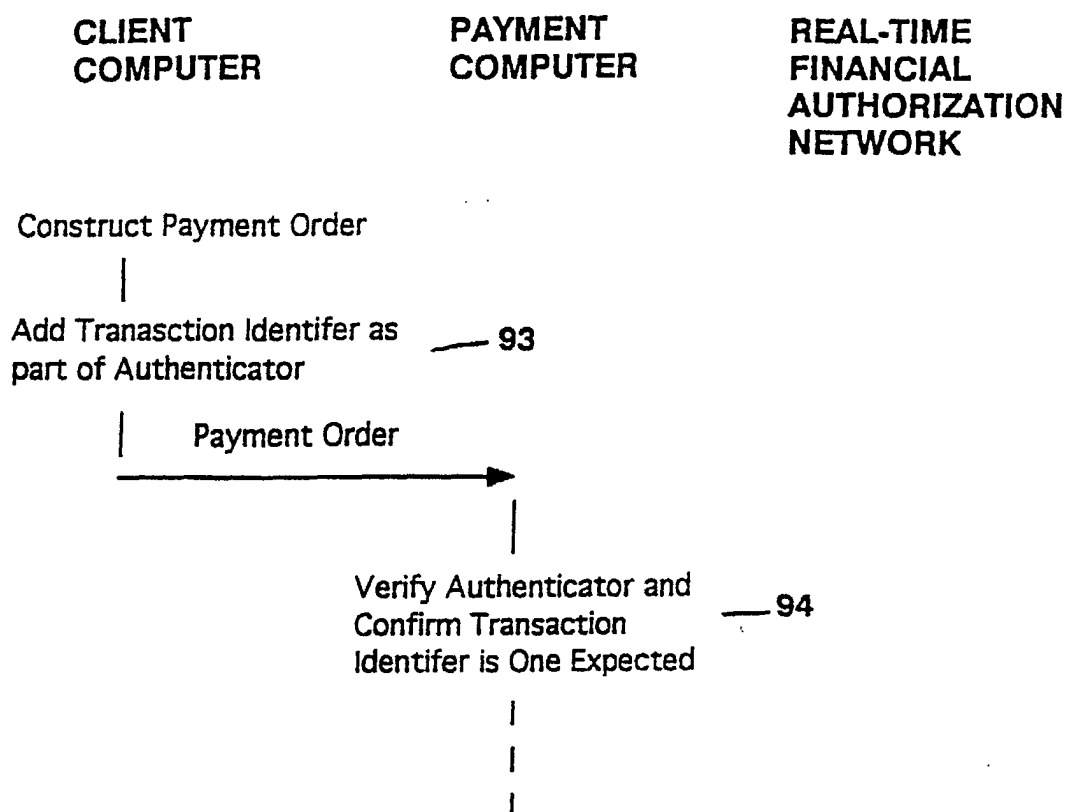 CLIENT
COMPUTER
PAYMENT
COMPUTER
REAL-TIME
FINANCIAL
AUTHORIZATION
NETWORK
Construct Payment Order
Add Tranasction Identifer as
part of Authenticator
93
Payment Order
Verify Authenticator and
Confirm Transaction
Identifer is One Expected
94